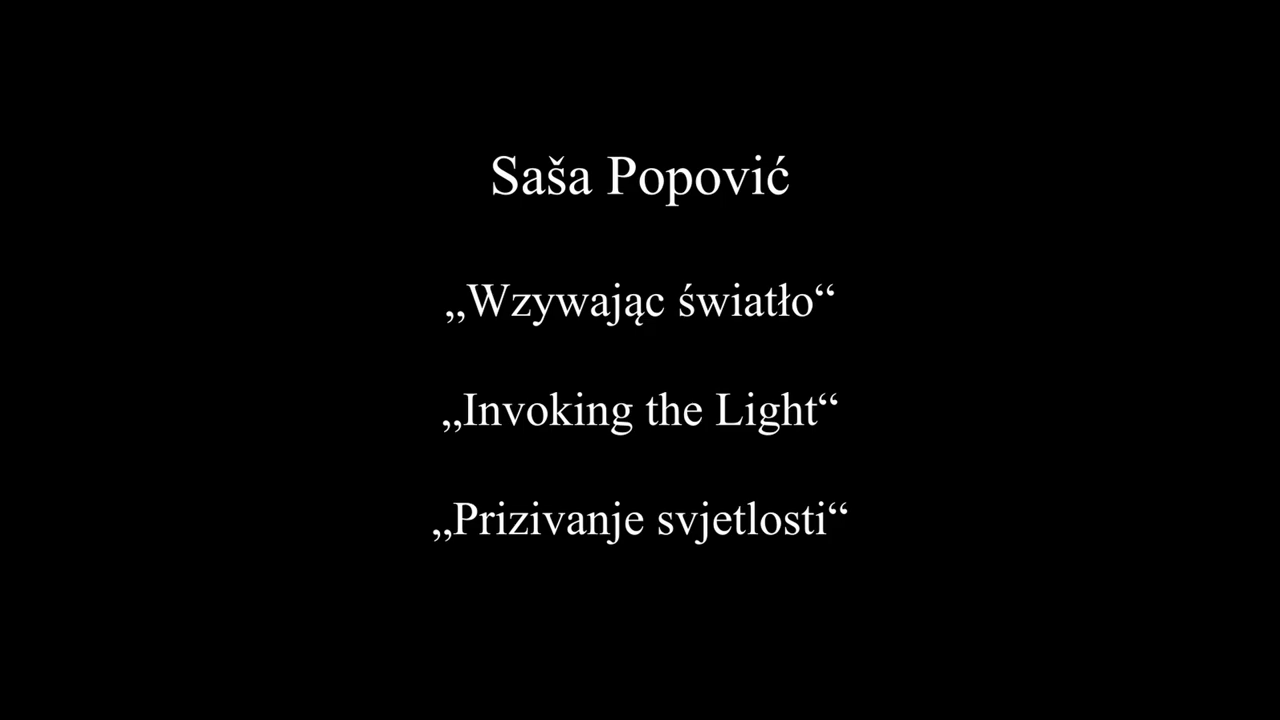 Saša Popović
„Wzywając światło“
„Invoking the Light“
„Prizivanje svjetlosti“